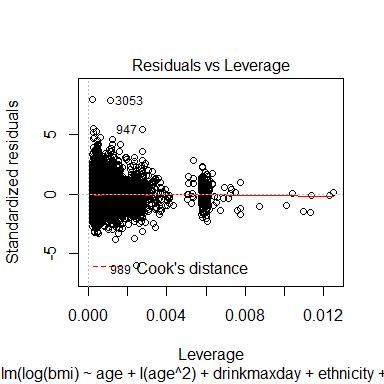 Residuals vs Leverage
3053
947
989
Cook's distance
Standardized residuals
5
0
-5
0.000
0.004
0.008
0.012
Leverage
lm(log(bmi) ~ age + I(age^2) + drinkmaxday + ethnicity +